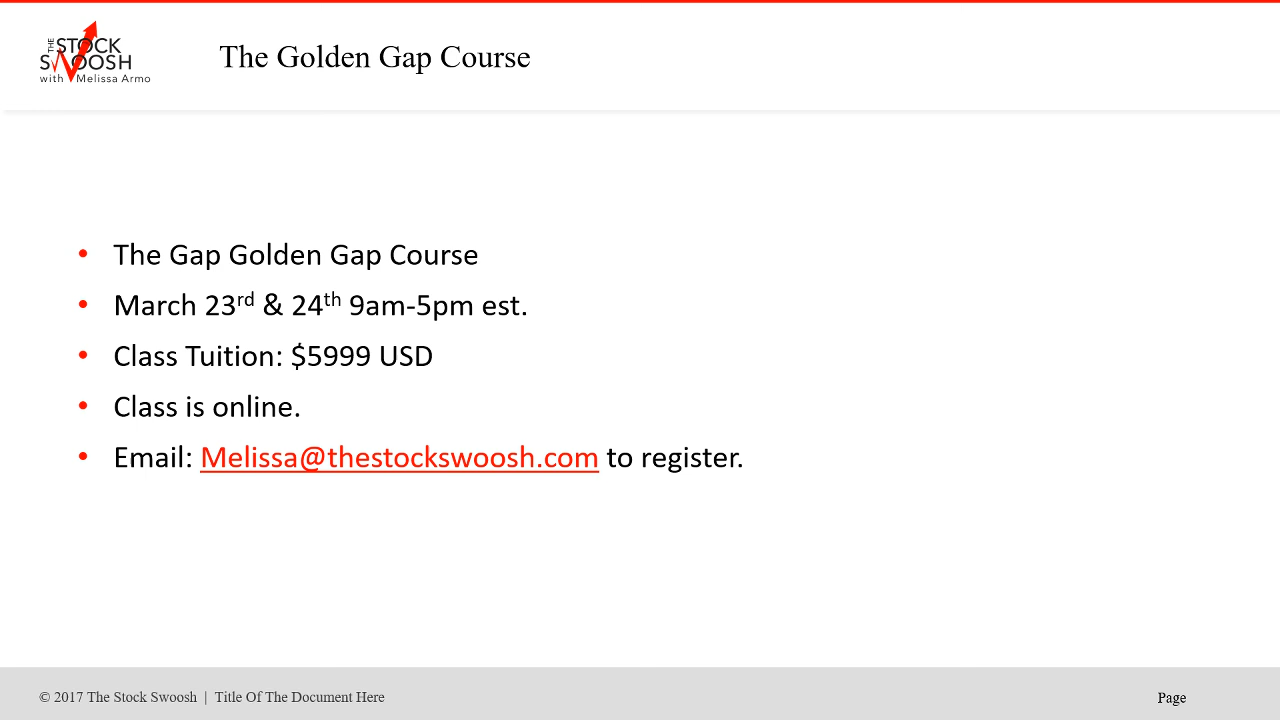 THE STOCK
SWOOSH
with Melissa Armo
The Golden Gap Course
• The Gap Golden Gap Course
• March 23rd & 24th 9am-5pm est.
• Class Tuition: $5999 USD
• Class is online.
• Email: Melissa@thestockswoosh.com to register.
© 2017 The Stock Swoosh | Title Of The Document Here
Page